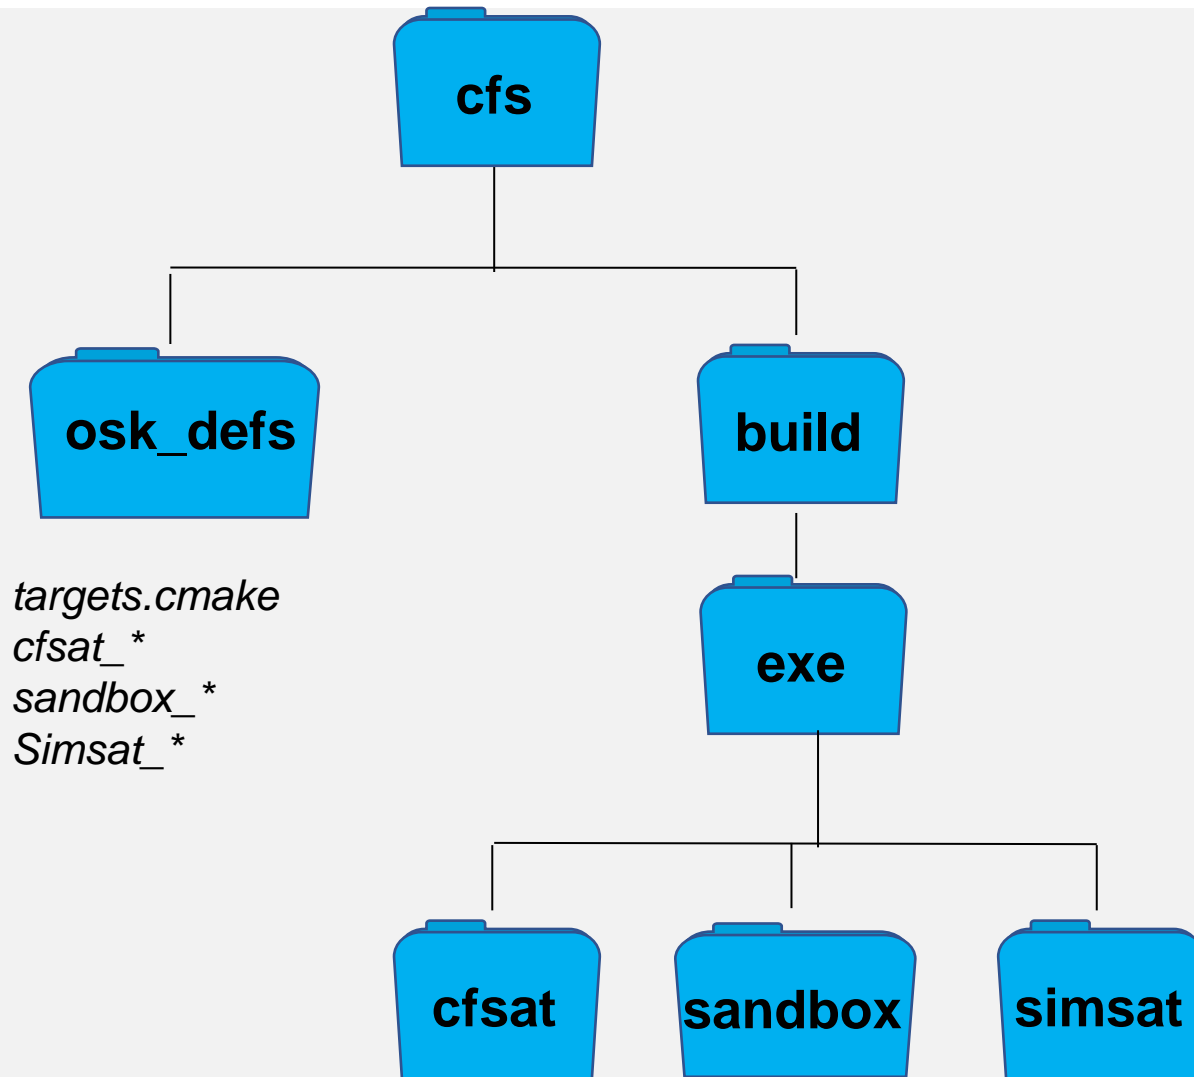 cfs
osk_defs
build
targets.cmake
cfsat_*
sandbox_*
Simsat_*
exe
cfsat
sandbox
simsat